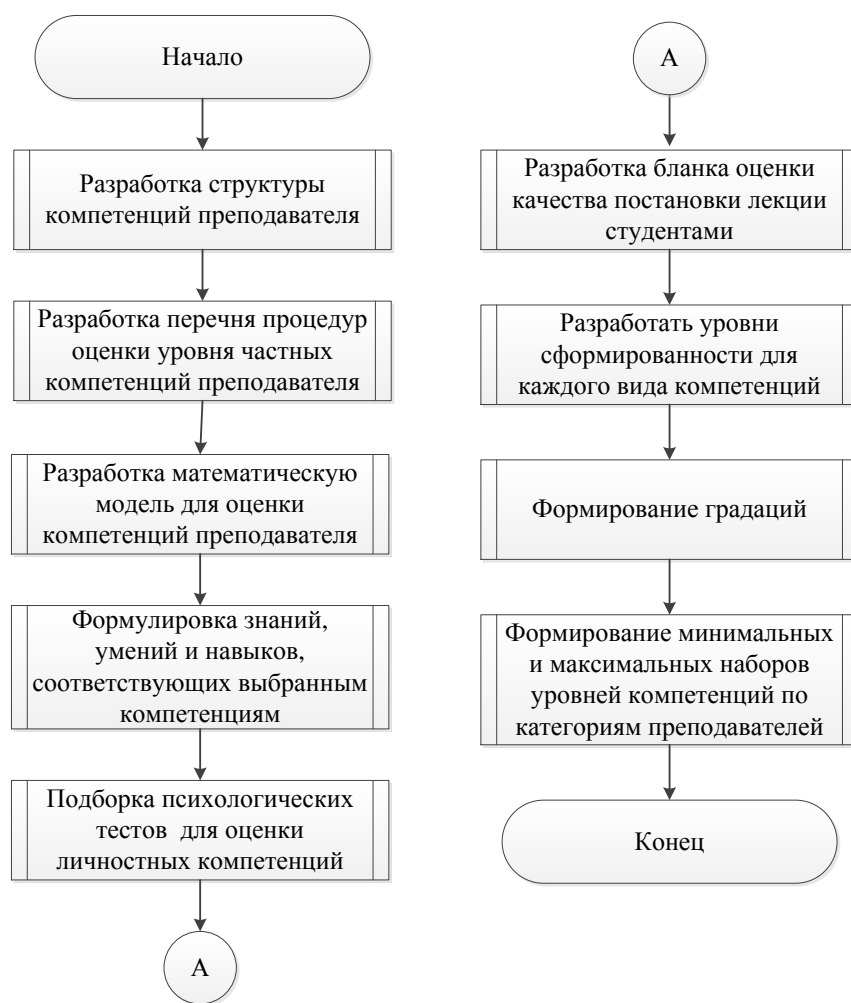 Начало
Разработка структуры
компетенций преподавателя
Разработка перечня процедур
оценки уровня частных
компетенций преподавателя
Разработка математическую
модель для оценки
компетенций преподавателя
Формулировка знаний,
умений и навыков,
соответствующих выбранным
компетенциям
Подборка психологических
тестов для оценки
личностных компетенций
А
А
Разработка бланка оценки
качества постановки лекции
студентами
Разработать уровни
сформированности для
каждого вида компетенций
Формирование градаций
Формирование минимальных
и максимальных наборов
уровней компетенций по
категориям преподавателей
Конец